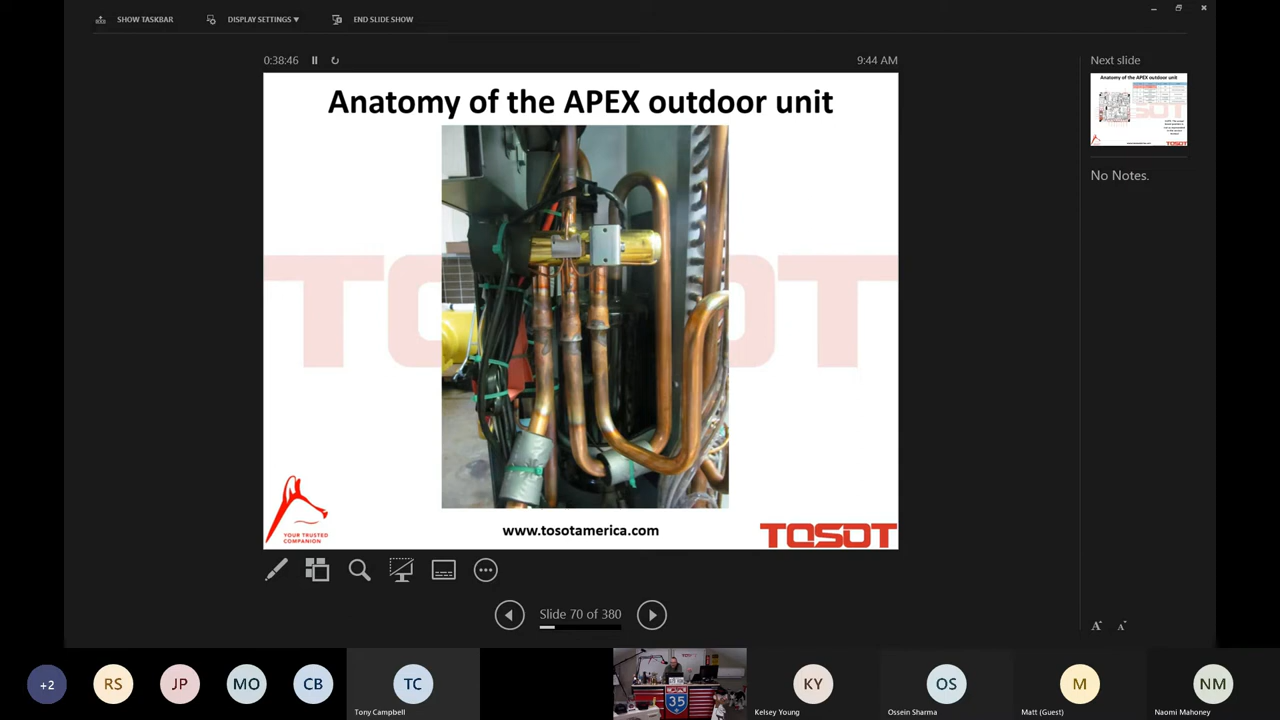 SHOW TASKBAR
DISPLAY SETTINGS ▼
END SLIDE SHOW
0:38:46
9:44 AM
Next slide
Anatomy of the APEX outdoor unit
TOSOT
www.tosotamerica.com
YOUR TRUSTED
COMPANION
TOSOT
Anatomy of the APEX outdoor unit
No Notes.
Slide 70 of 380
A
A
+2
RS
JP
MO
CB
TC
Tony Campbell
35
KY
Kelsey Young
OS
Ossein Sharma
M
Matt (Guest)
NM
Naomi Mahoney